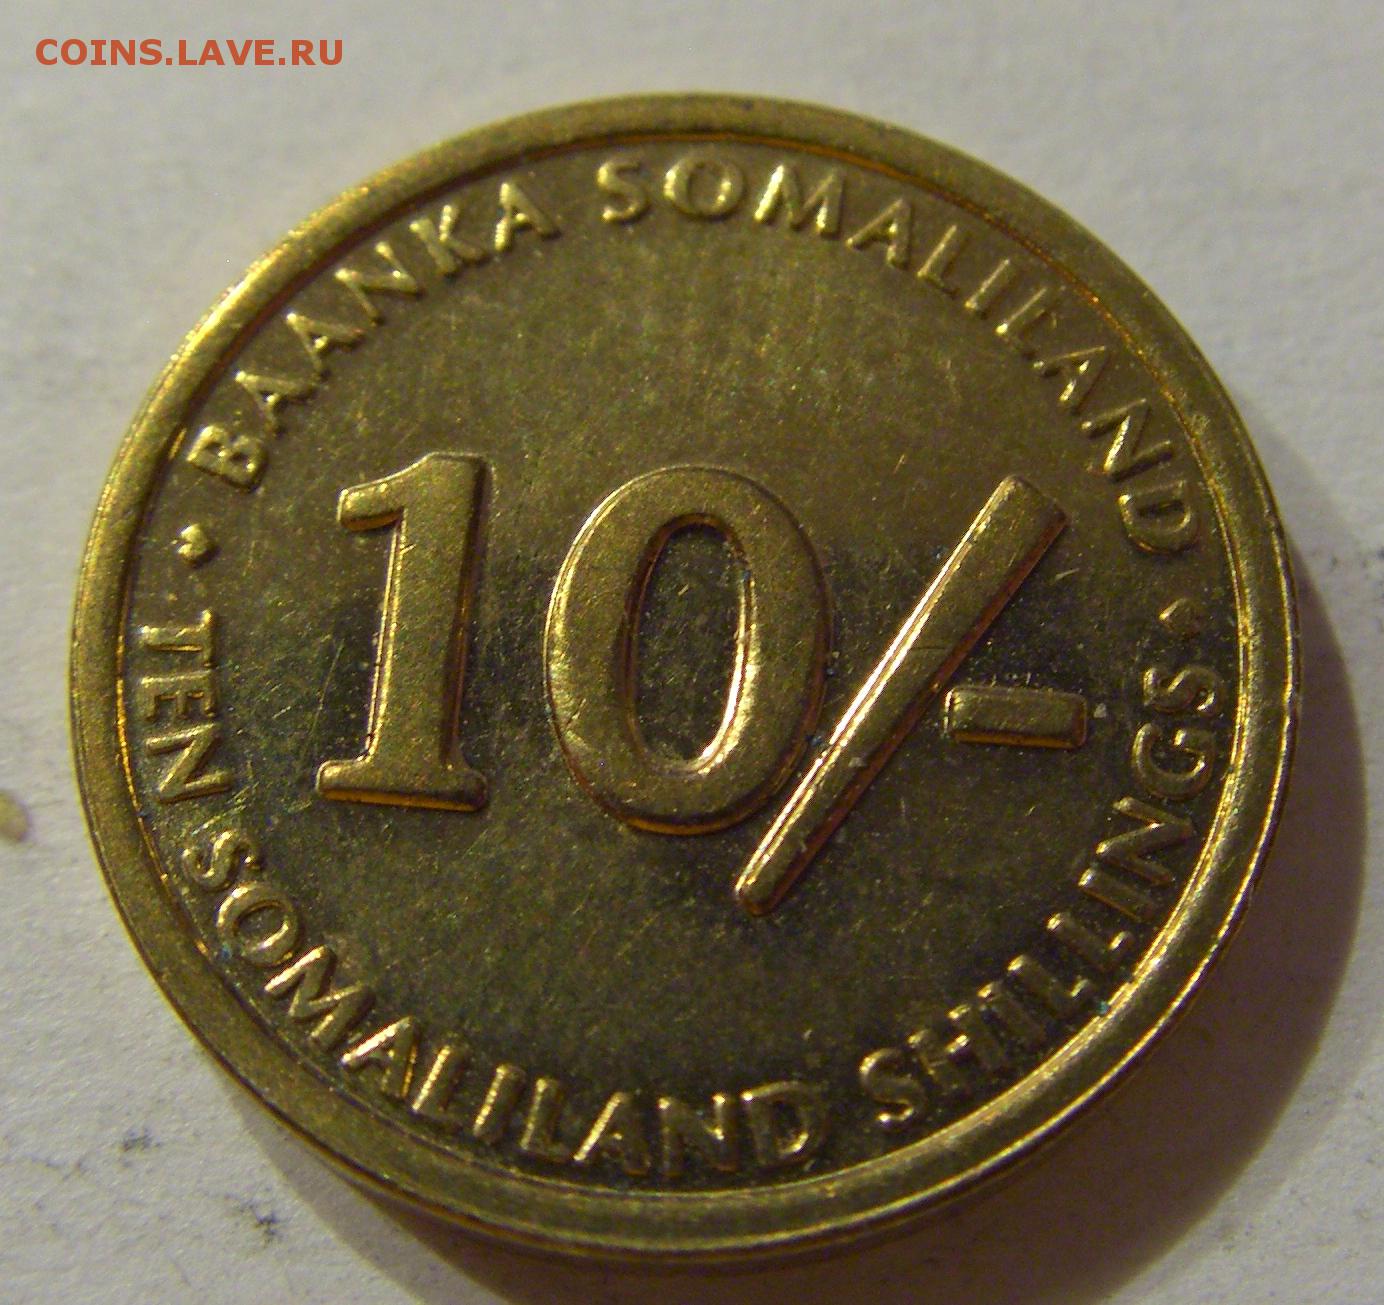 COINS.LAVE.RU
BAANKA SOMALILAND
10/-
TEN SOMALILAND SHILLINGS